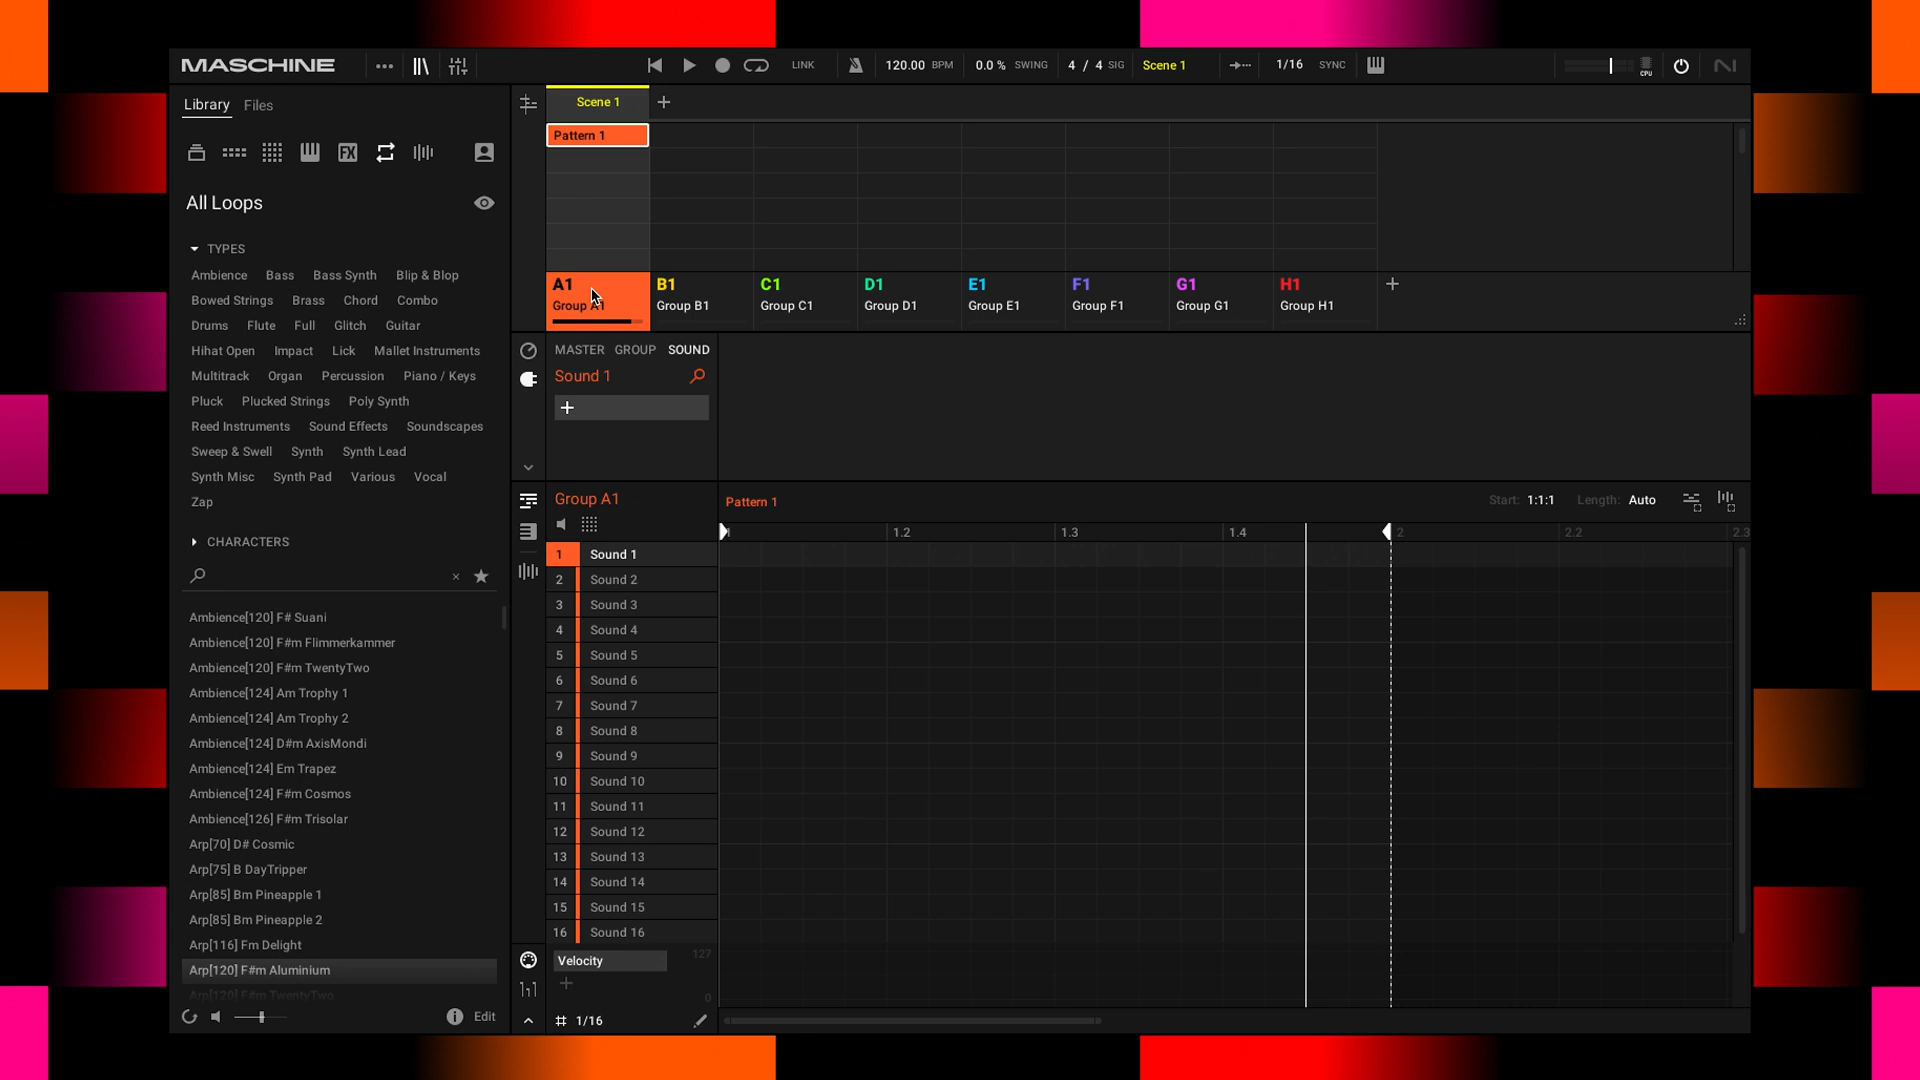 MASCHINE
LINK
120.00 BPM
0.0 % SWING
4 / 4 SIG
Scene 1
1/16 SYNC
CPU
Library Files
FX
All Loops
TYPES
Ambience Bass Bass Synth Blip & Blop
Bowed Strings Brass Chord Combo
Drums Flute Full Glitch Guitar
Hihat Open Impact Lick Mallet Instruments
Multitrack Organ Percussion Piano / Keys
Pluck Plucked Strings Poly Synth
Reed Instruments Sound Effects Soundscapes
Sweep & Swell Synth Synth Lead
Synth Misc Synth Pad Various Vocal
Zap
CHARACTERS
Ambience[120] F# Suani
Ambience[120] F#m Flimmerkammer
Ambience[120] F#m TwentyTwo
Ambience[124] Am Trophy 1
Ambience[124] Am Trophy 2
Ambience[124] D#m AxisMondi
Ambience[124] Em Trapez
Ambience[124] F#m Cosmos
Ambience[126] F#m Trisolar
Arp[70] D# Cosmic
Arp[75] B DayTripper
Arp[85] Bm Pineapple 1
Arp[85] Bm Pineapple 2
Arp[116] Fm Delight
Arp[120] F#m Aluminium
Arp[120] F#m TwentyTwo
Edit
Scene 1
Pattern 1
A1 B1 C1 D1 E1 F1 G1 H1
Group A1 Group B1 Group C1 Group D1 Group E1 Group F1 Group G1 Group H1
MASTER GROUP SOUND
Sound 1
Group A1
Pattern 1
Start: 1:1:1 Length: Auto
1 1.2 1.3 1.4 2 2.2 2.3
1 Sound 1
2 Sound 2
3 Sound 3
4 Sound 4
5 Sound 5
6 Sound 6
7 Sound 7
8 Sound 8
9 Sound 9
10 Sound 10
11 Sound 11
12 Sound 12
13 Sound 13
14 Sound 14
15 Sound 15
16 Sound 16
Velocity
127
0
1/16